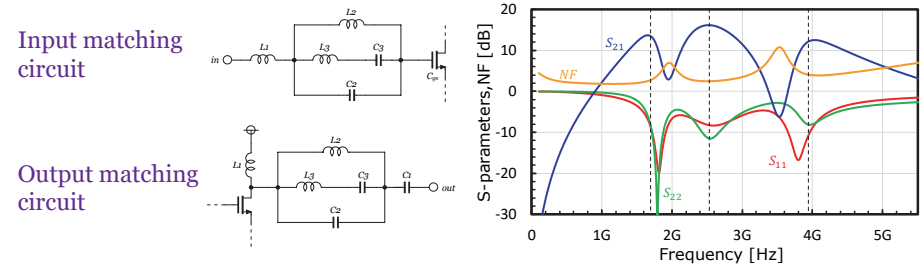 Input matching
circuit
L2
L1
L3
C3
in
C2
Cgs
Output matching
circuit
L1
L2
L3
C3
C1
out
C2
S-parameters,NF [dB]
20
10
0
-10
-20
-30
S21
NF
S11
S22
0
1G
2G
3G
4G
5G
Frequency [Hz]